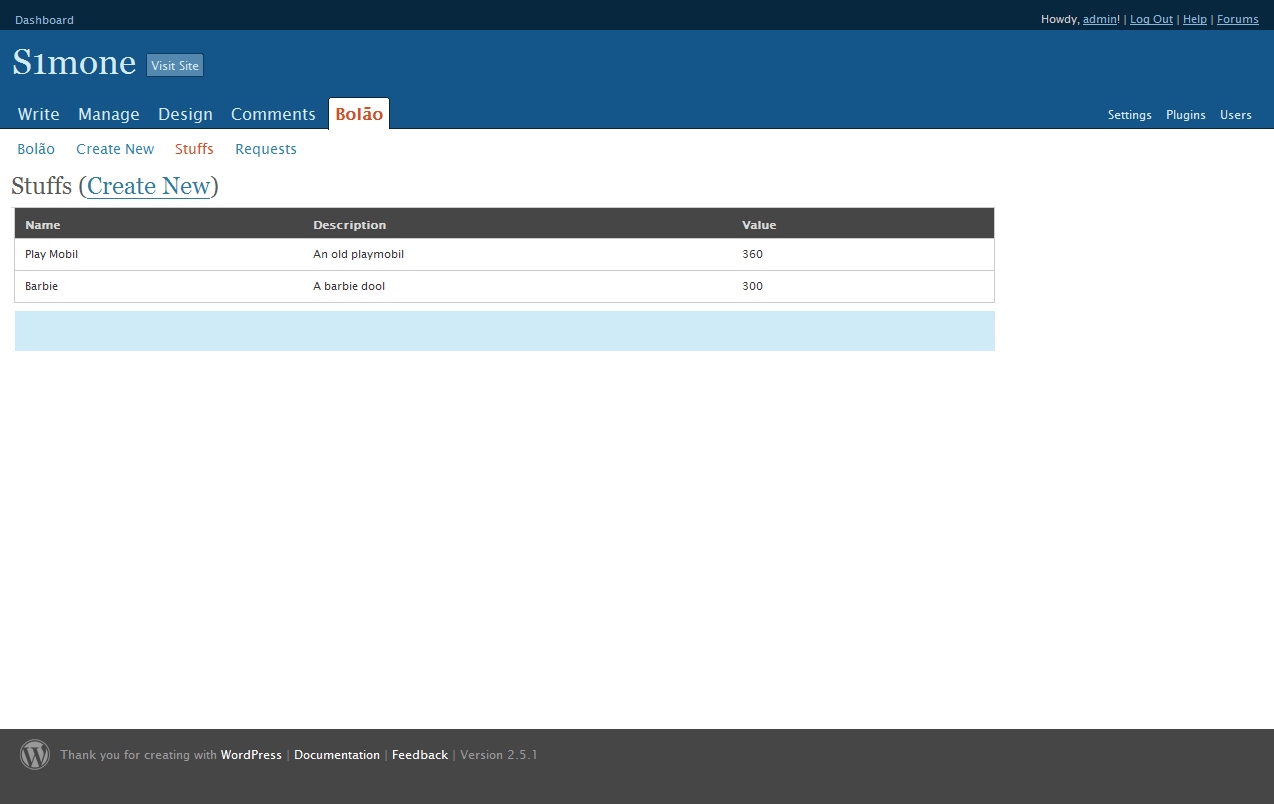 Dashboard
Howdy, admin! | Log Out | Help | Forums
S1mone Visit Site
Write Manage Design Comments Bolão
Settings Plugins Users
Bolão Create New Stuffs Requests
Stuffs (Create New)
Name Description Value
Play Mobil An old playmobil 360
Barbie A barbie dool 300
Thank you for creating with WordPress | Documentation | Feedback | Version 2.5.1